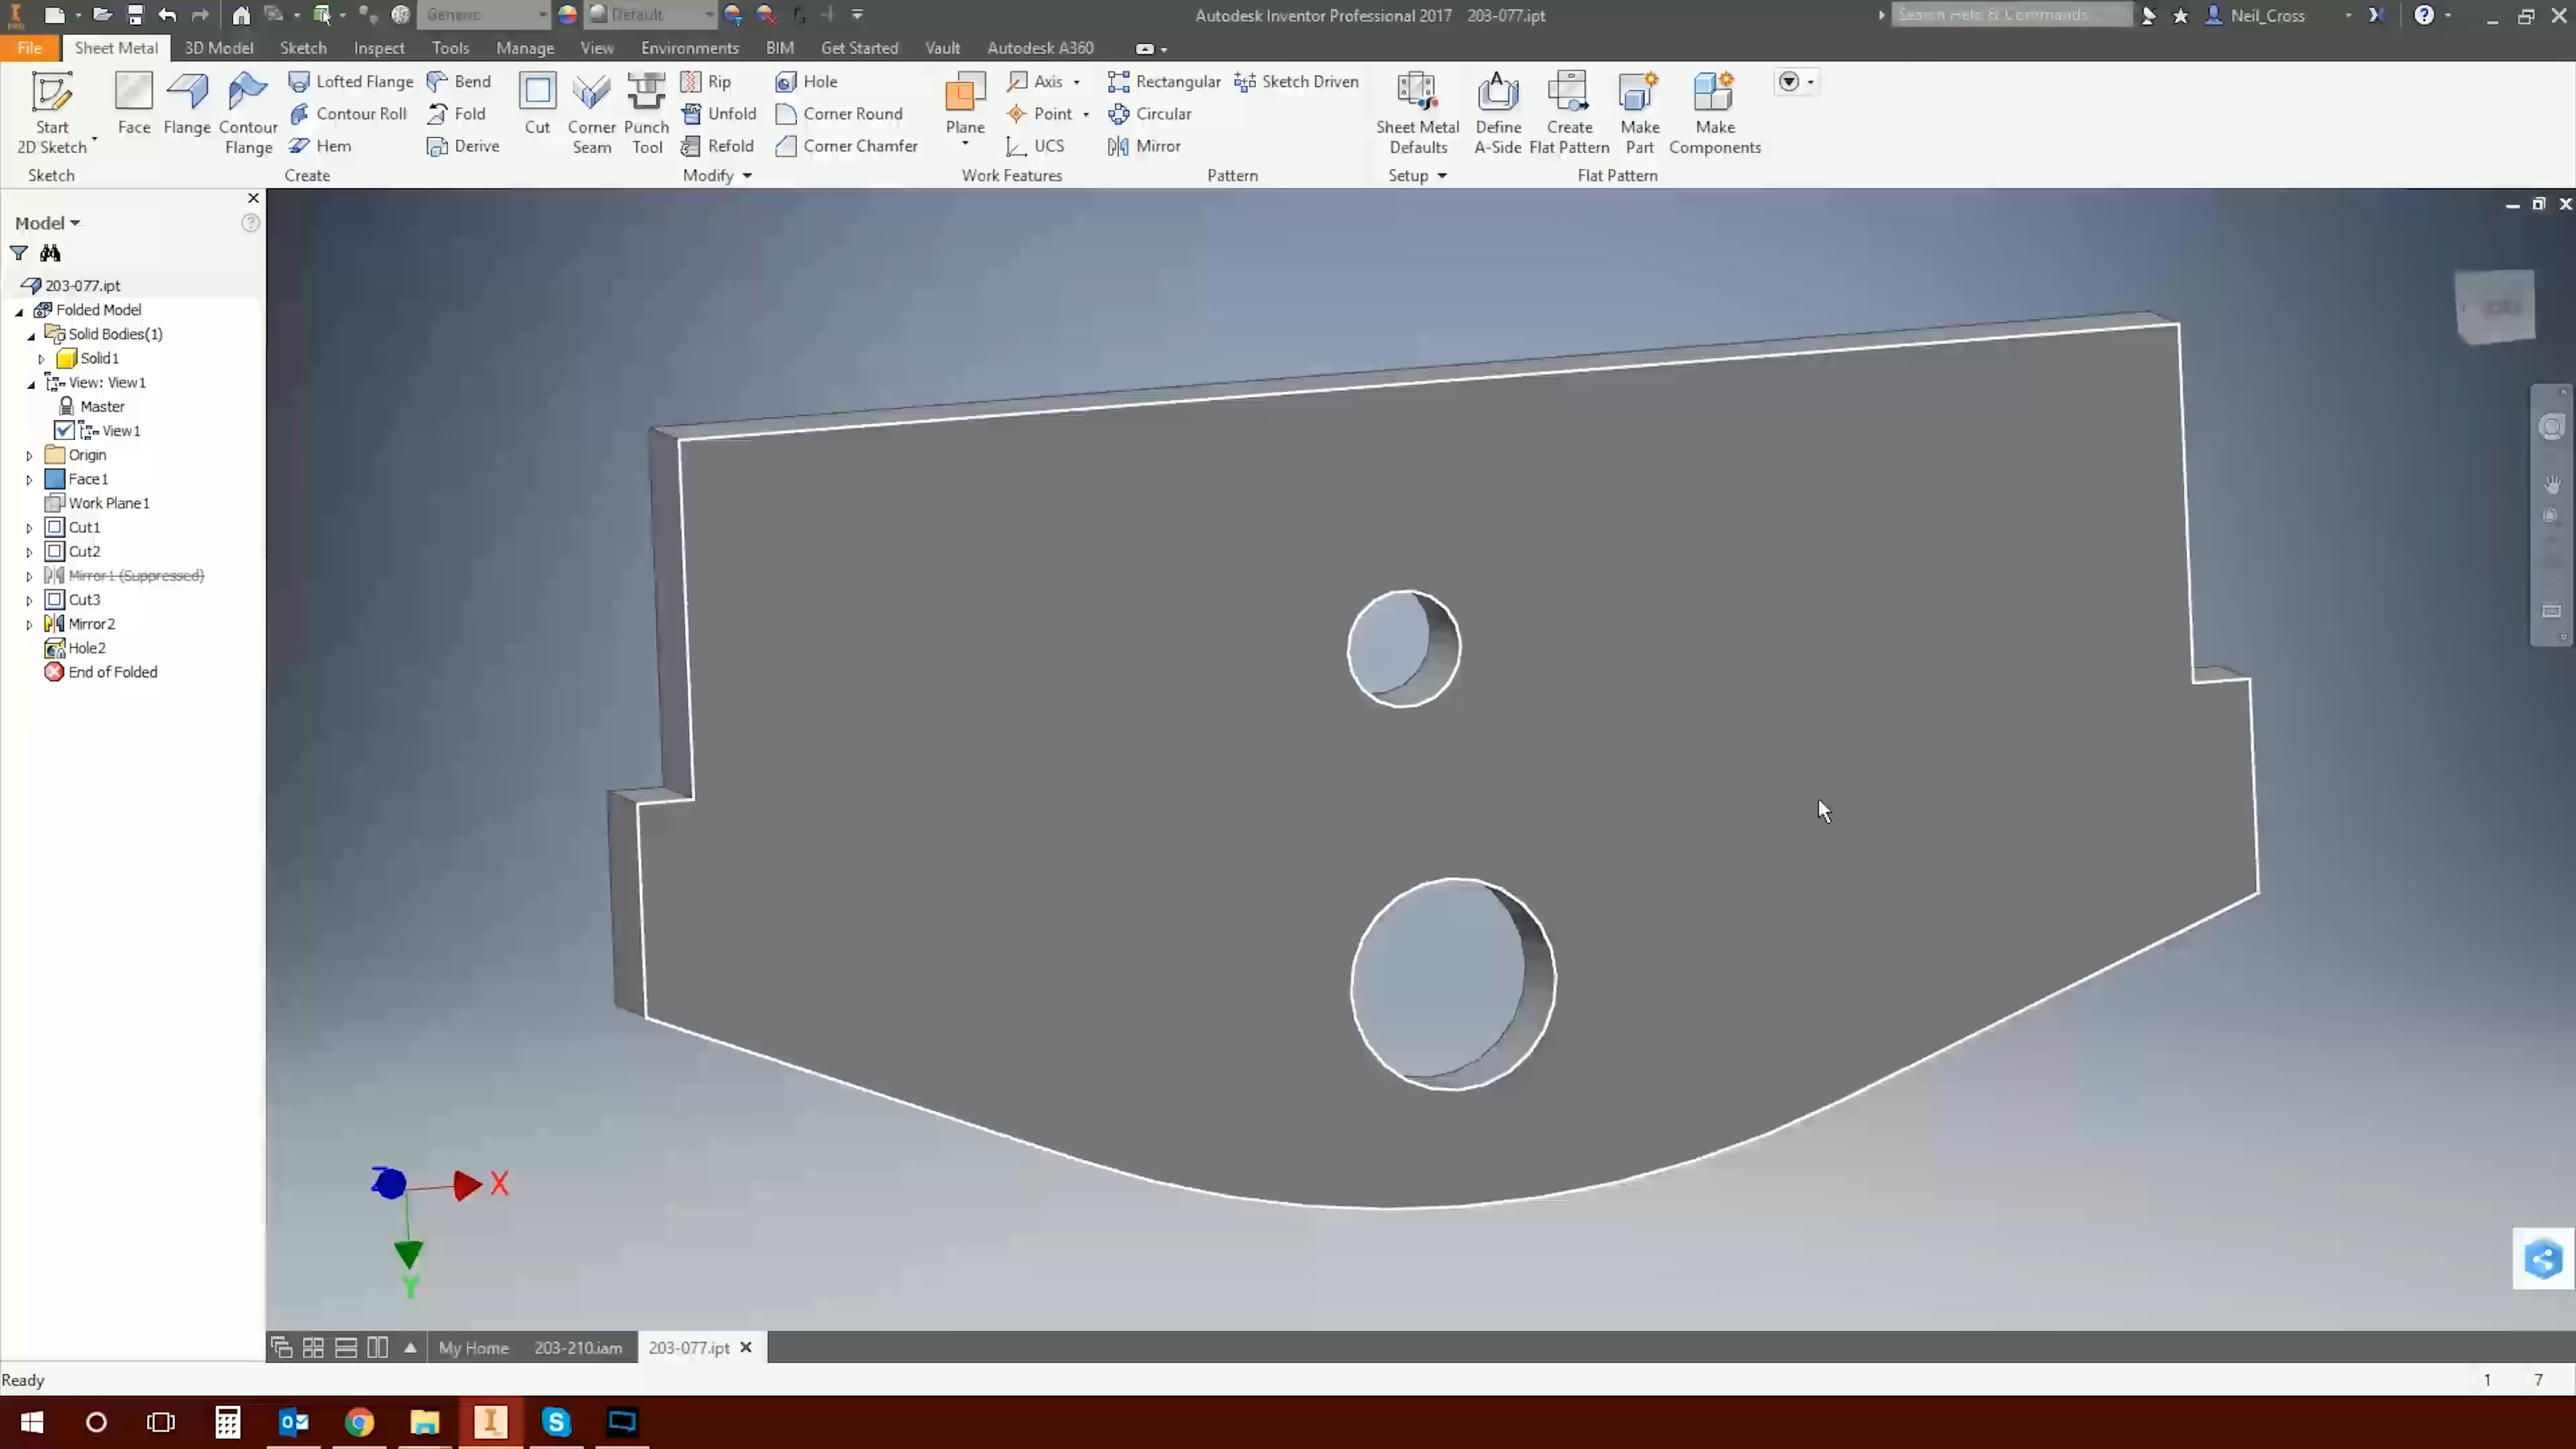 Generic
Default
Autodesk Inventor Professional 2017 203-077.ipt
Search Help & Commands...
Neil_Cross
File Sheet Metal 3D Model Sketch Inspect Tools Manage View Environments BIM Get Started Vault Autodesk A360
Start
2D Sketch
Face
Flange
Contour
Flange
Lofted Flange
Contour Roll
Hem
Bend
Fold
Derive
Cut
Corner
Seam
Punch
Tool
Rip
Unfold
Refold
Hole
Corner Round
Corner Chamfer
Plane
Axis
Point
UCS
Rectangular
Circular
Mirror
Sketch Driven
Sheet Metal
Defaults
Define
A-Side
Create
Flat Pattern
Make
Part
Make
Components
Sketch Create Modify Work Features Pattern Setup Flat Pattern
Model
203-077.ipt
Folded Model
Solid Bodies(1)
Solid1
View: View1
Master
View1
Origin
Face1
Work Plane1
Cut1
Cut2
Mirror1 (Suppressed)
Cut3
Mirror2
Hole2
End of Folded
Z
X
Y
My Home 203-210.iam 203-077.ipt
Ready 1 7